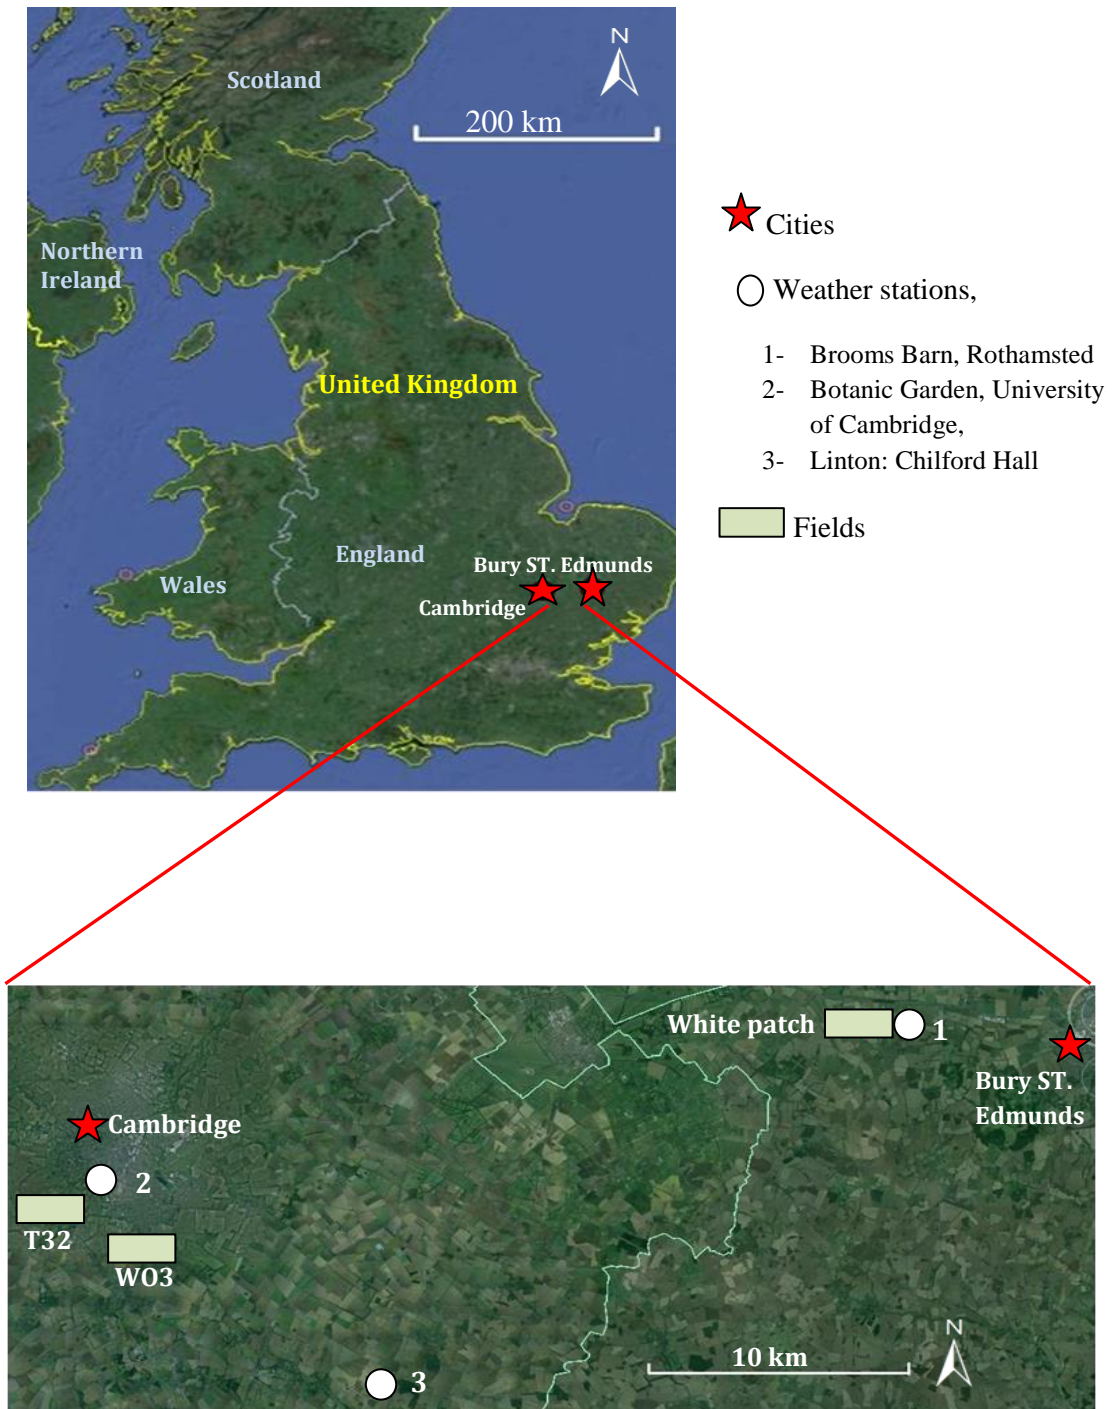 N
Scotland
200 km
Northern
Ireland
United Kingdom
England
Wales
Bury ST. Edmunds
Cambridge
Cities
Weather stations,
1- Brooms Barn, Rothamsted
2- Botanic Garden, University
of Cambridge,
3- Linton: Chilford Hall
Fields
White patch
1
Bury ST.
Edmunds
Cambridge
2
T32
WO3
N
10 km
3